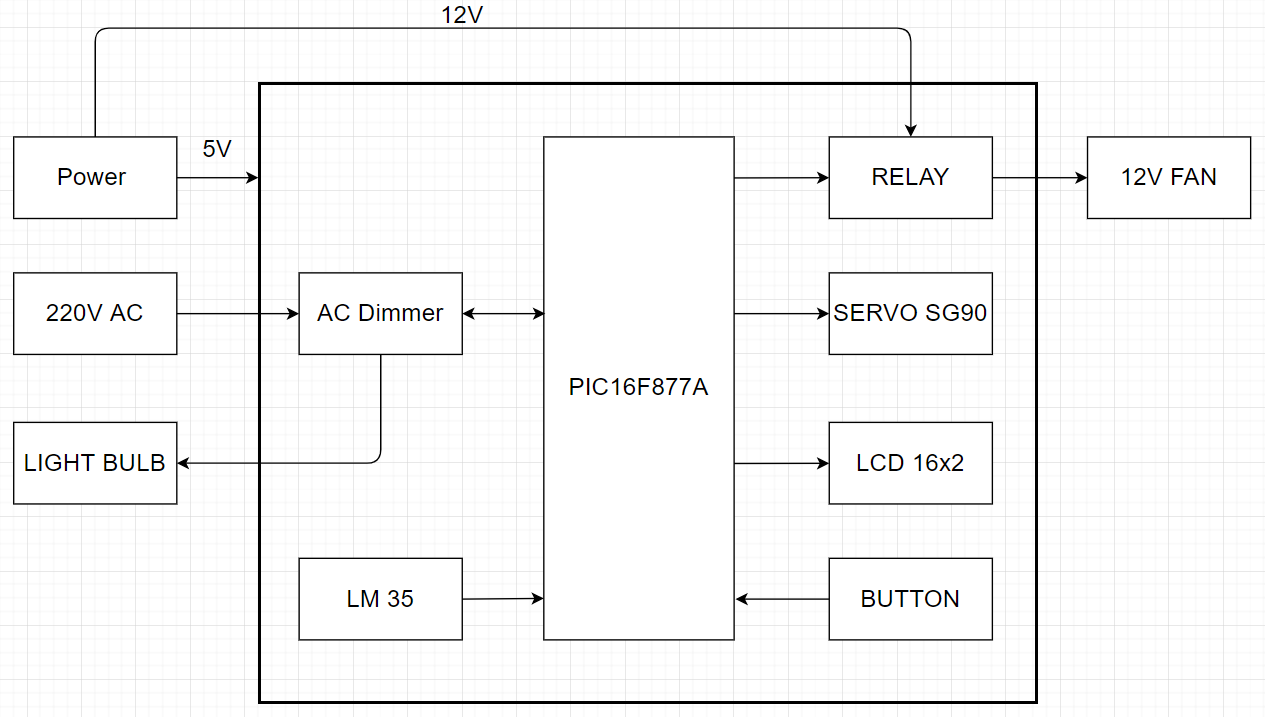 12V
5V
Power
RELAY
12V FAN
220V AC
AC Dimmer
SERVO SG90
PIC16F877A
LIGHT BULB
LCD 16x2
LM 35
BUTTON